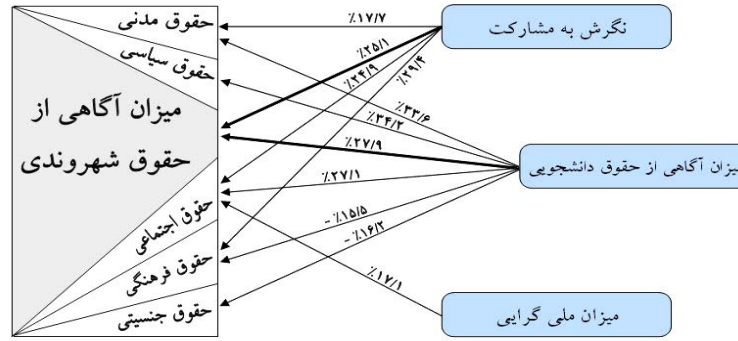 حقوق مدنی
حقوق سیاسی
میزان آگاهی از
حقوق شهروندی
حقوق اجتماعی
حقوق فرهنگی
حقوق جنسیتی
نگرش به مشارکت
میزان آگاهی از حقوق دانشجویی
میزان ملی گرایی
٪۱۷/۷
٪۲۵/۱
٪۲۴/۹
٪۲۹/۴
٪۳۳/۶
٪۳۴/۲
٪۲۷/۹
٪۲۷/۱
- ٪۱۵/۵
- ٪۱۶/۲
٪۱۷/۱